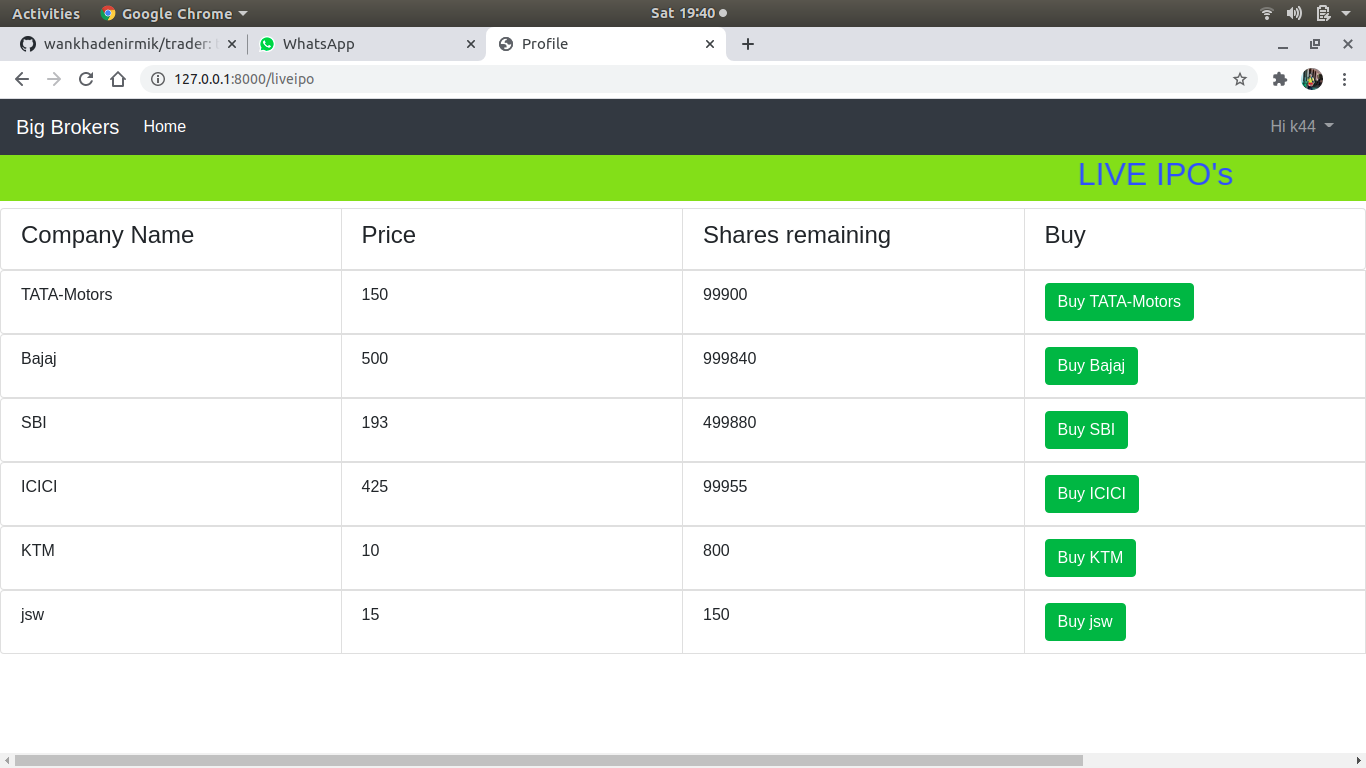 Activities Google Chrome Sat 19:40
wankhadenirmik/trader: WhatsApp Profile
127.0.0.1:8000/liveipo
Big Brokers Home Hi k44
LIVE IPO's
Company Name Price Shares remaining Buy
TATA-Motors 150 99900 Buy TATA-Motors
Bajaj 500 999840 Buy Bajaj
SBI 193 499880 Buy SBI
ICICI 425 99955 Buy ICICI
KTM 10 800 Buy KTM
jsw 15 150 Buy jsw